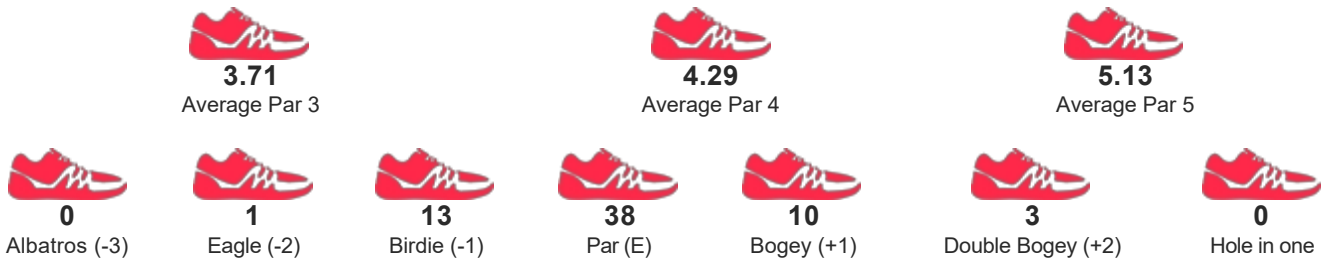 3.71
Average Par 3
4.29
Average Par 4
5.13
Average Par 5
0
Albatros (-3)
1
Eagle (-2)
13
Birdie (-1)
38
Par (E)
10
Bogey (+1)
3
Double Bogey (+2)
0
Hole in one